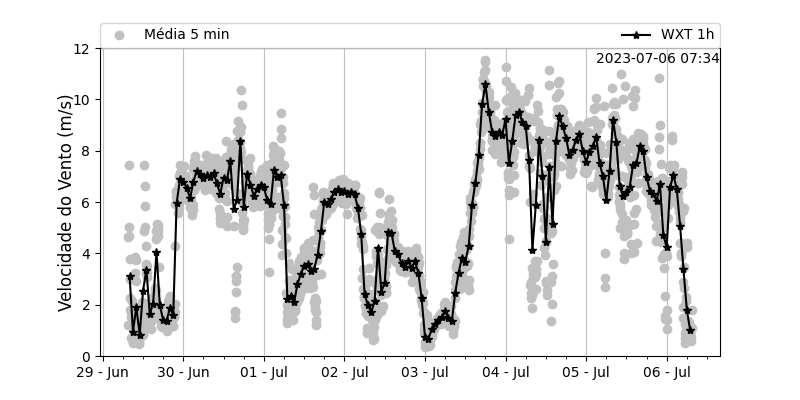 Média 5 min
WXT 1h
2023-07-06 07:34
Velocidade do Vento (m/s)
12
10
8
6
4
2
0
29 - Jun
30 - Jun
01 - Jul
02 - Jul
03 - Jul
04 - Jul
05 - Jul
06 - Jul